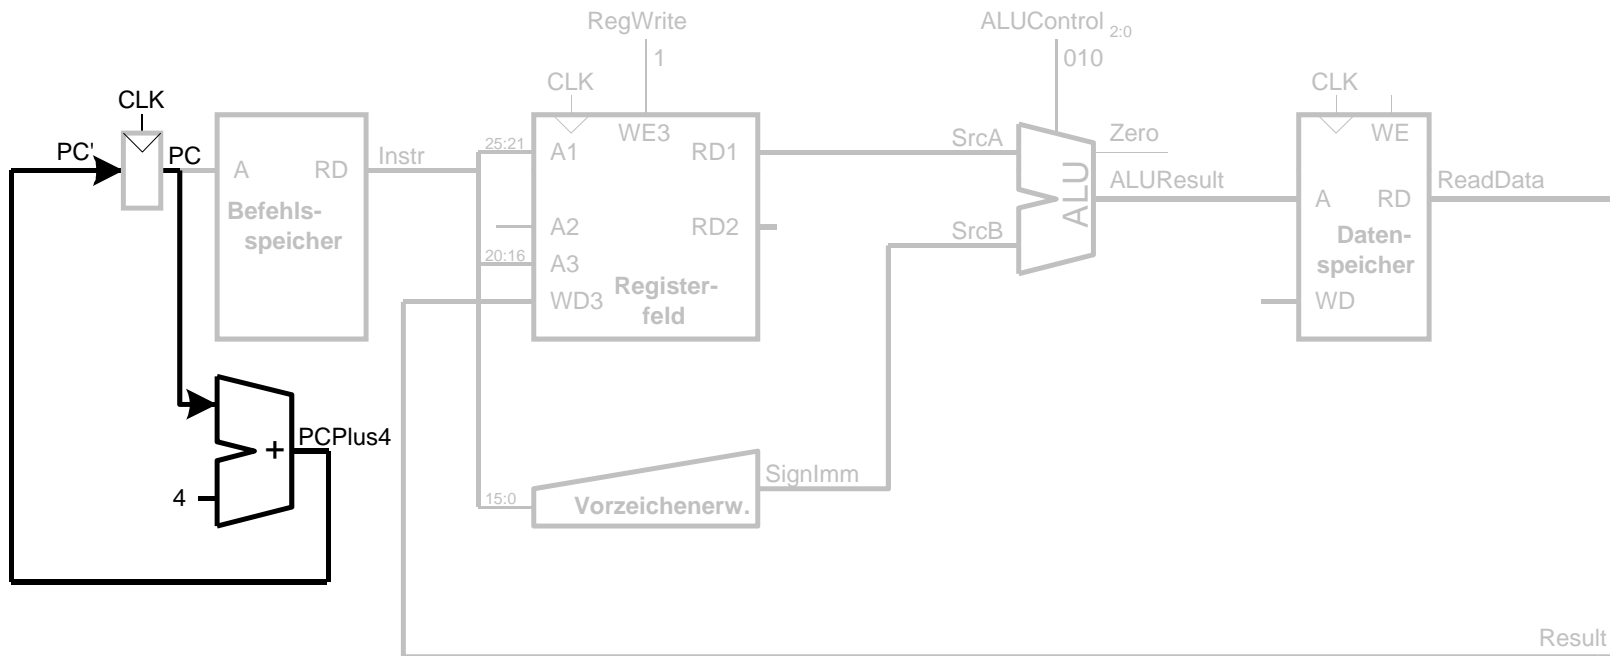 RegWrite
ALUControl 2:0
1
010
CLK
CLK
CLK
PC'
PC
A
RD
Instr
Befehls-
speicher
25:21
A1
WE3
RD1
A2
RD2
20:16
A3
WD3
Register-
feld
SrcA
SrcB
ALU
Zero
ALUResult
WE
A
RD
ReadData
Daten-
speicher
WD
+
PCPlus4
4
15:0
Vorzeichenerw.
SignImm
Result